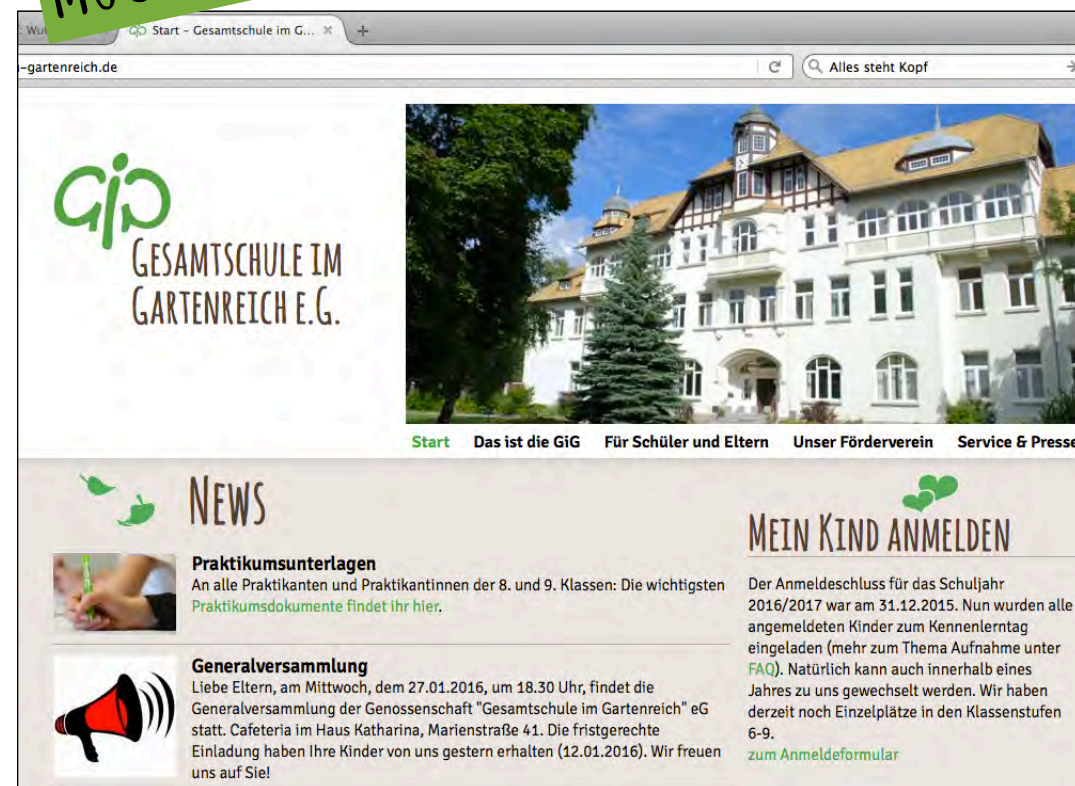 Start - Gesamtschule im G...
-gartenreich.de
Alles steht Kopf
GESAMTSCHULE IM
GARTENREICH E.G.
Start Das ist die GiG Für Schüler und Eltern Unser Förderverein Service & Presse
NEWS
Praktikumsunterlagen
An alle Praktikanten und Praktikantinnen der 8. und 9. Klassen: Die wichtigsten
Praktikumsdokumente findet ihr hier.
Generalversammlung
Liebe Eltern, am Mittwoch, dem 27.01.2016, um 18.30 Uhr, findet die
Generalversammlung der Genossenschaft "Gesamtschule im Gartenreich" eG
statt. Cafeteria im Haus Katharina, Marienstraße 41. Die fristgerechte
Einladung haben Ihre Kinder von uns gestern erhalten (12.01.2016). Wir freuen
uns auf Sie!
MEIN KIND ANMELDEN
Der Anmeldeschluss für das Schuljahr
2016/2017 war am 31.12.2015. Nun wurden alle
angemeldeten Kinder zum Kennenlerntag
eingeladen (mehr zum Thema Aufnahme unter
FAQ). Natürlich kann auch innerhalb eines
Jahres zu uns gewechselt werden. Wir haben
derzeit noch Einzelplätze in den Klassenstufen
6-9.
zum Anmeldeformular